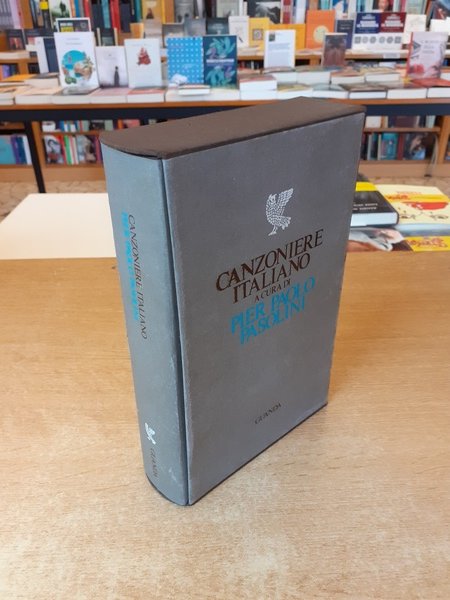 CANZONIERE
ITALIANO
A CURA DI
PIER PAOLO
PASOLINI
GUANDA
CANZONIERE ITALIANO
PIER PAOLO PASOLINI
GUANDA